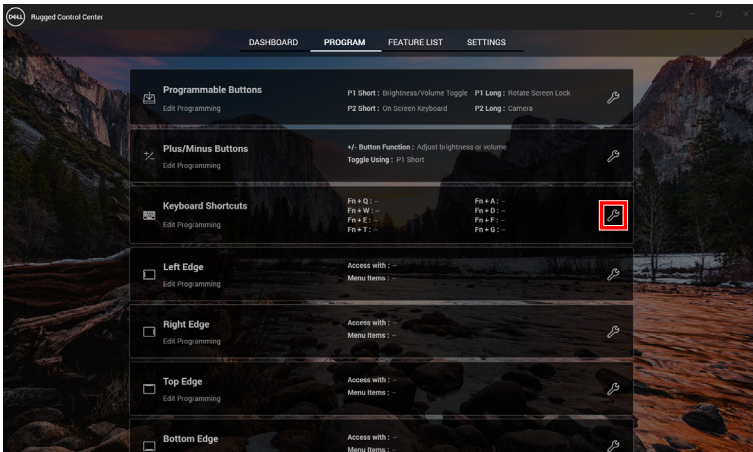 DELL Rugged Control Center
DASHBOARD PROGRAM FEATURE LIST SETTINGS
Programmable Buttons
Edit Programming
P1 Short : Brightness/Volume Toggle P1 Long : Rotate Screen Lock
P2 Short : On Screen Keyboard P2 Long : Camera
Plus/Minus Buttons
Edit Programming
+/- Button Function : Adjust brightness or volume
Toggle Using : P1 Short
Keyboard Shortcuts
Edit Programming
Fn + Q : -- Fn + A : --
Fn + W : -- Fn + D : --
Fn + E : -- Fn + F : --
Fn + T : -- Fn + G : --
Left Edge
Edit Programming
Access with : --
Menu Items : --
Right Edge
Edit Programming
Access with : --
Menu Items : --
Top Edge
Edit Programming
Access with : --
Menu Items : --
Bottom Edge
Access with : --
Menu Items : --